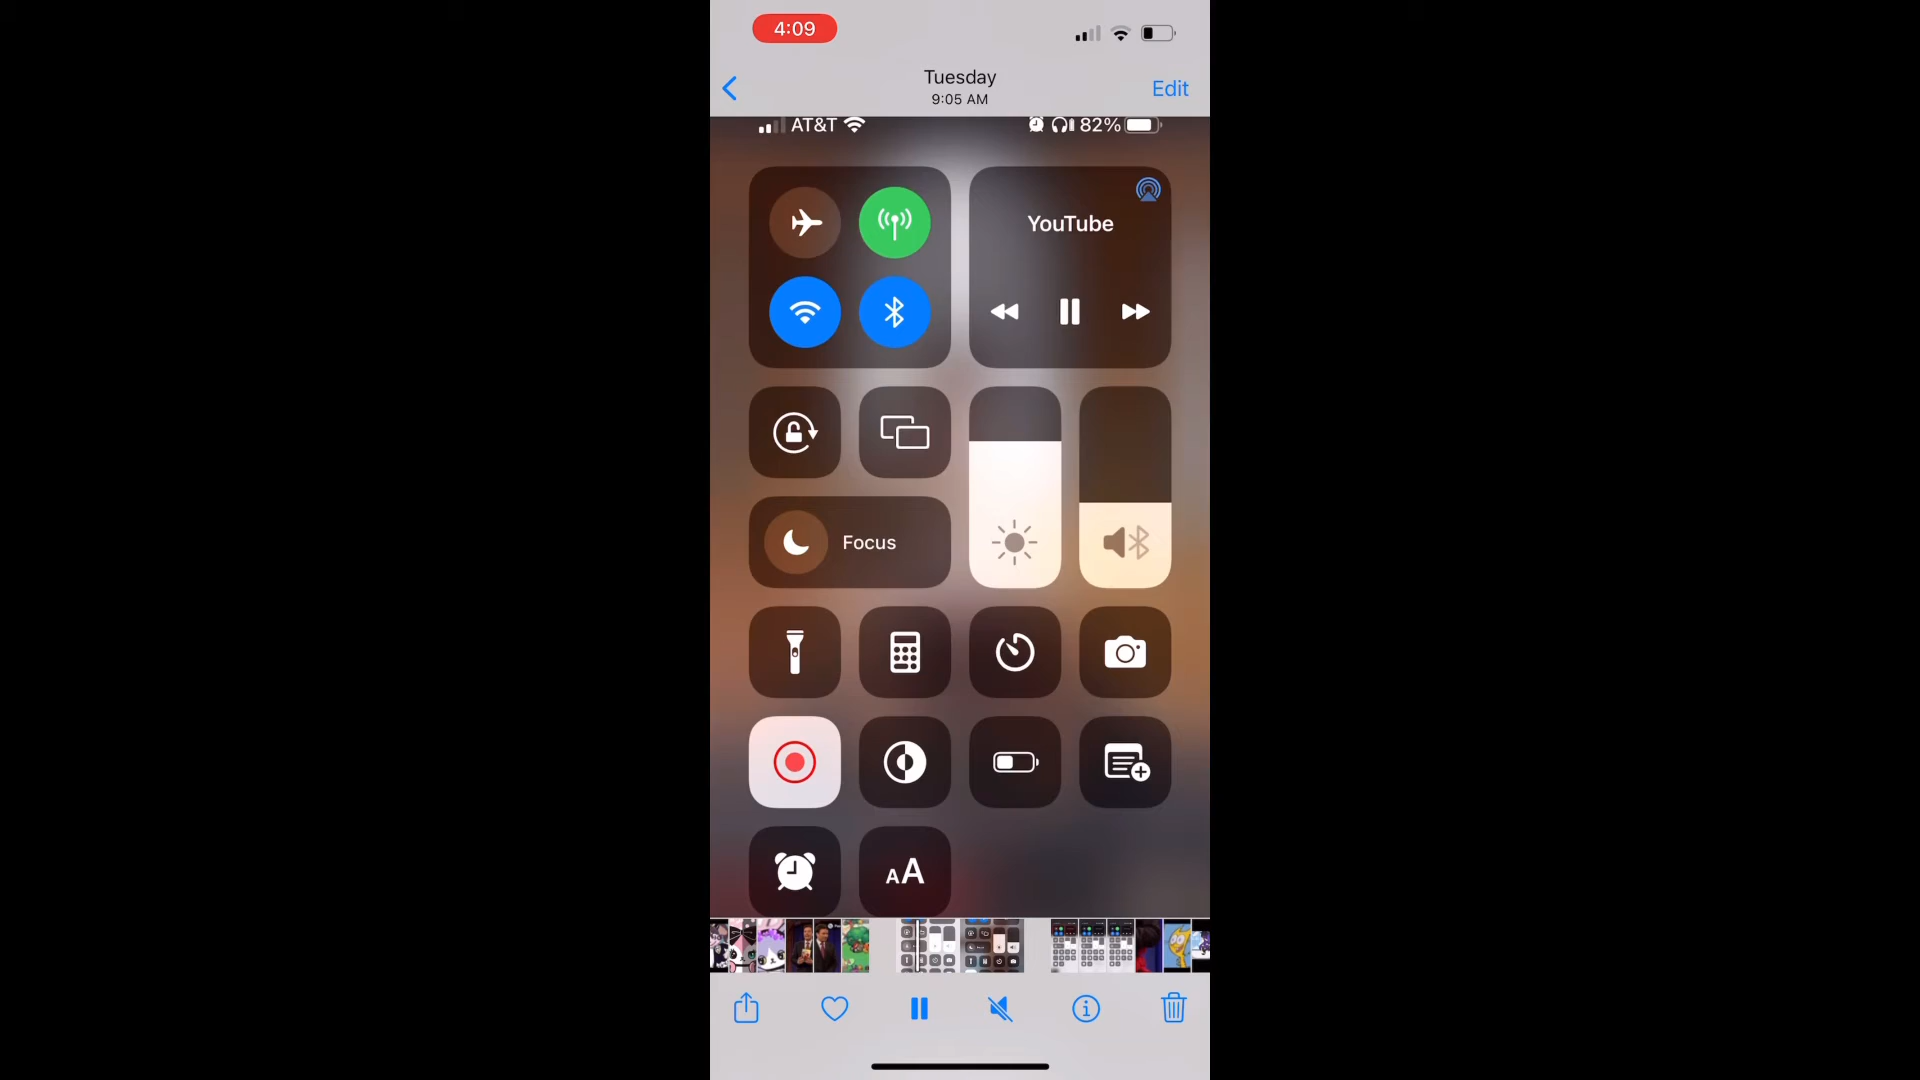 4:09
Tuesday
9:05 AM
Edit
AT&T
82%
YouTube
Focus
AA